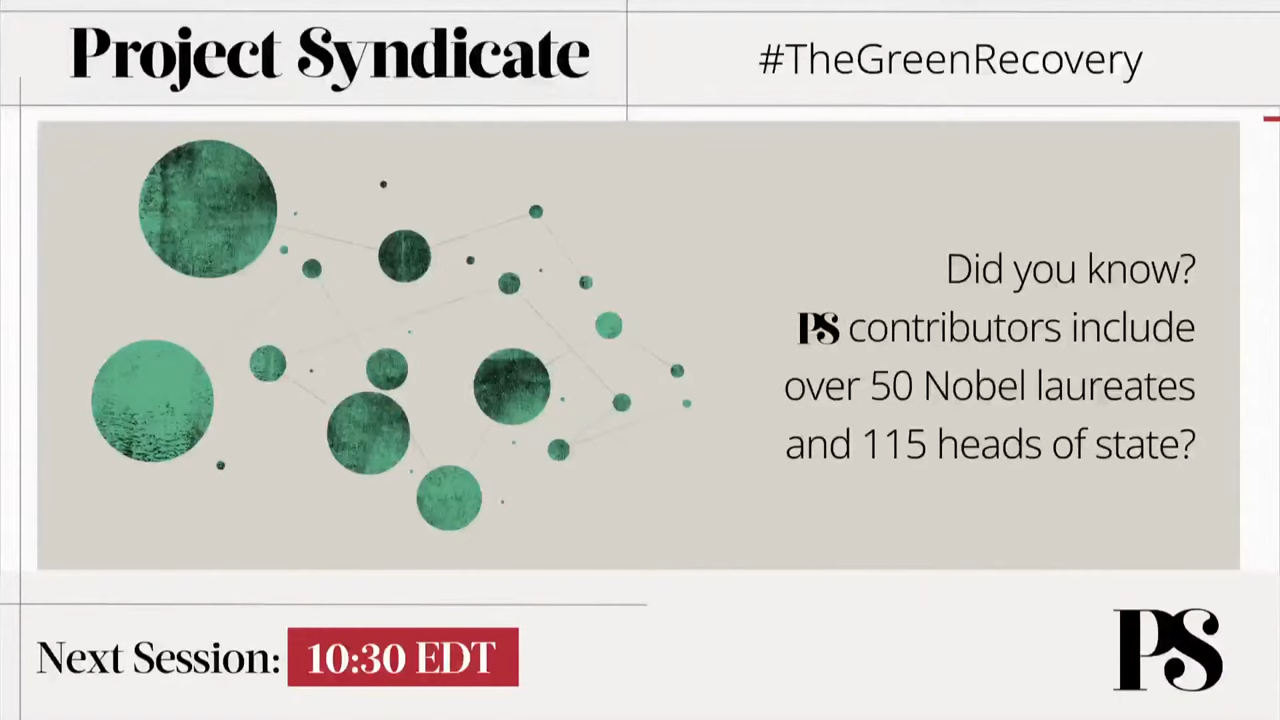 Project Syndicate
#TheGreenRecovery
Did you know?
PS contributors include
over 50 Nobel laureates
and 115 heads of state?
Next Session: 10:30 EDT
PS